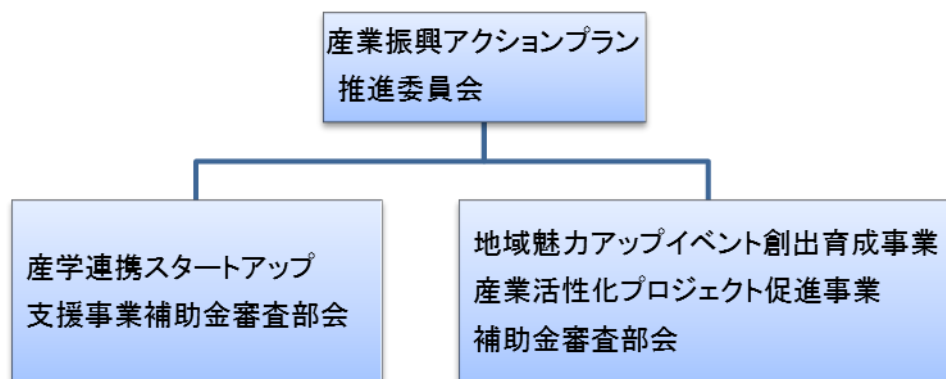 産業振興アクションプラン
推進委員会
産学連携スタートアップ
支援事業補助金審査部会
地域魅力アップイベント創出育成事業
産業活性化プロジェクト促進事業
補助金審査部会